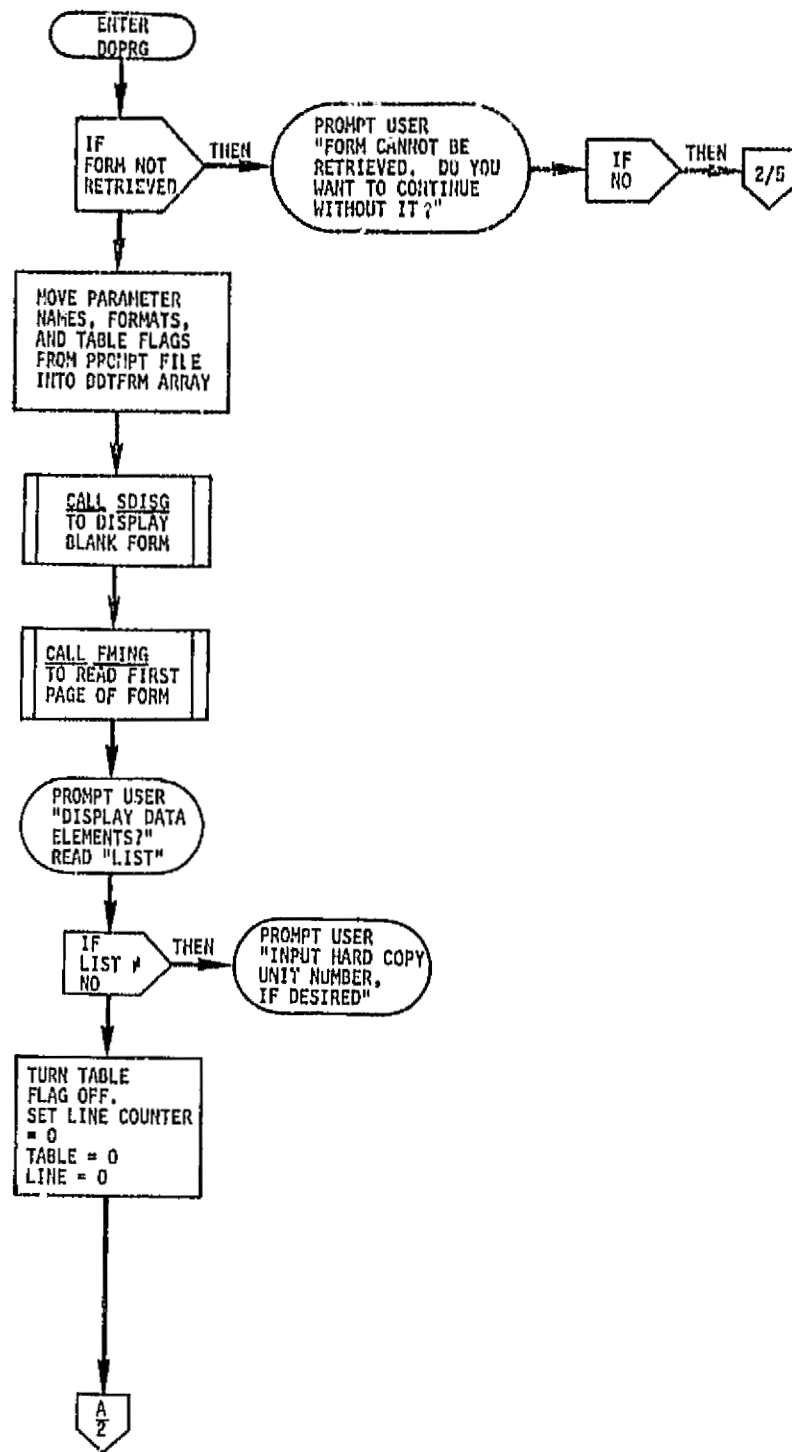 ENTER
DOPRG
IF
FORM NOT
RETRIEVED
THEN
PROMPT USER
"FORM CANNOT BE
RETRIEVED. DO YOU
WANT TO CONTINUE
WITHOUT IT?"
IF
NO
THEN
2/5
MOVE PARAMETER
NAMES, FORMATS,
AND TABLE FLAGS
FROM PROMPT FILE
INTO DDTFRM ARRAY
CALL SDISG
TO DISPLAY
BLANK FORM
CALL FMING
TO READ FIRST
PAGE OF FORM
PROMPT USER
"DISPLAY DATA
ELEMENTS?"
READ "LIST"
IF
LIST ≠
NO
THEN
PROMPT USER
"INPUT HARD COPY
UNIT NUMBER,
IF DESIRED"
TURN TABLE
FLAG OFF.
SET LINE COUNTER
= 0
TABLE = 0
LINE = 0
A
2